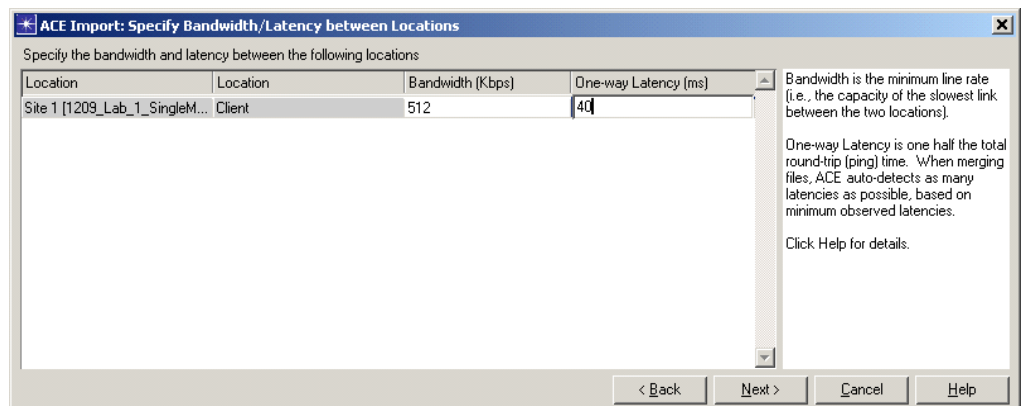 ACE Import: Specify Bandwidth/Latency between Locations
Specify the bandwidth and latency between the following locations
Location Location Bandwidth (Kbps) One-way Latency (ms)
Site 1 [1209_Lab_1_SingleM... Client 512 40
Bandwidth is the minimum line rate
(i.e., the capacity of the slowest link
between the two locations).
One-way Latency is one half the total
round-trip (ping) time. When merging
files, ACE auto-detects as many
latencies as possible, based on
minimum observed latencies.
Click Help for details.
< Back Next > Cancel Help